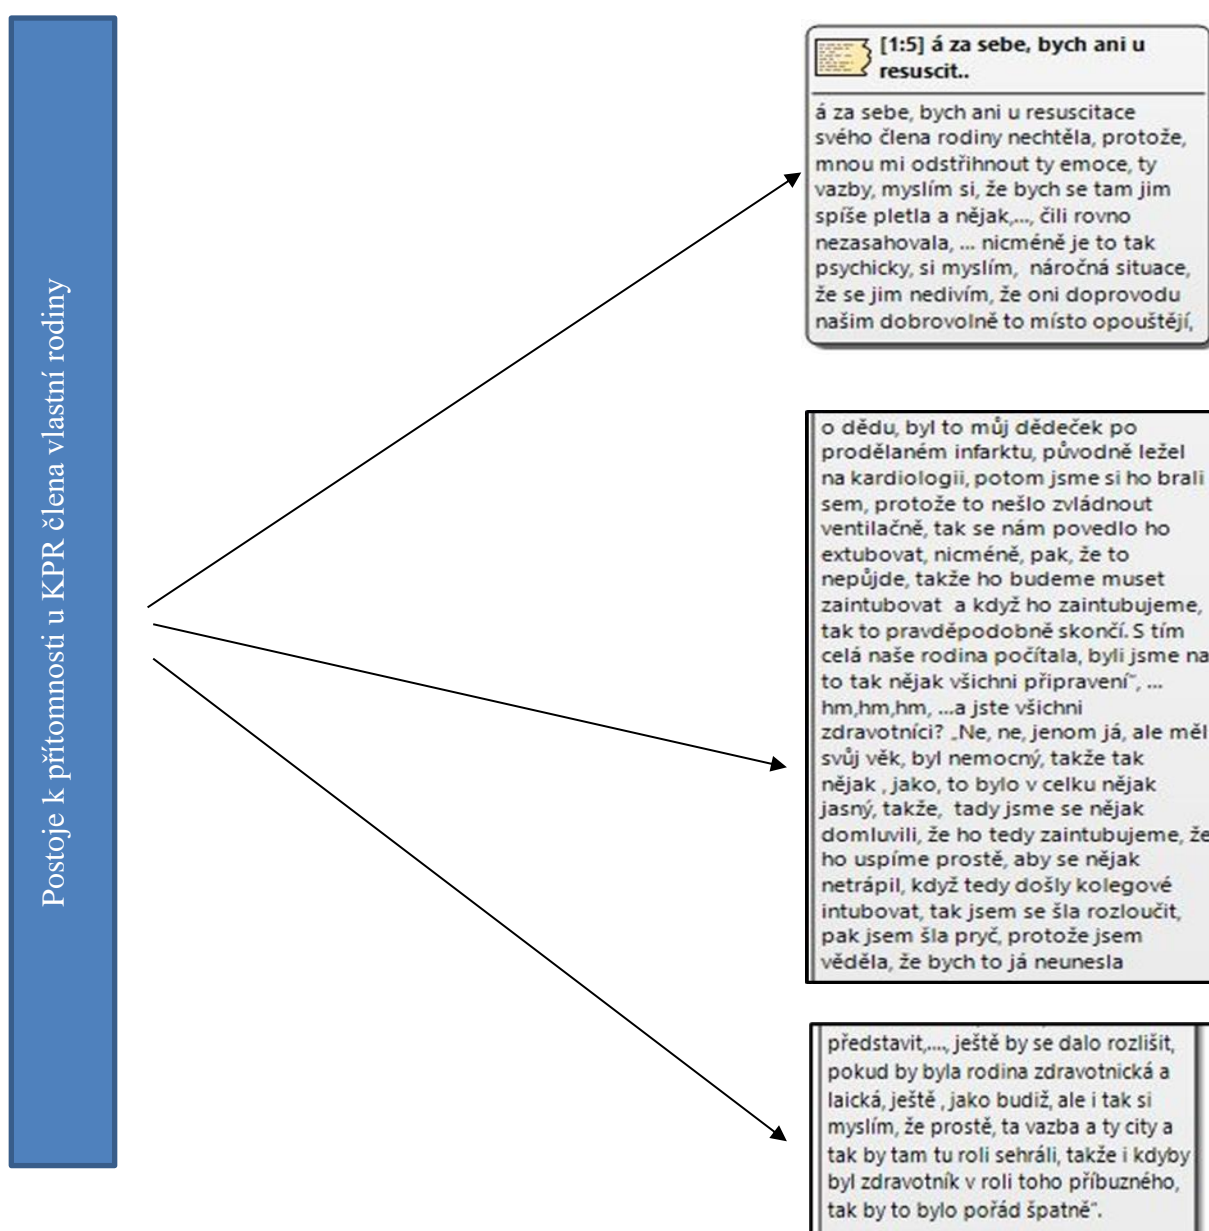 Postoje k přítomnosti u KPR člena vlastní rodiny
[1:5] á za sebe, bych ani u
resuscit..
á za sebe, bych ani u resuscitace
svého člena rodiny nechtěla, protože,
mnou mi odstřihnout ty emoce, ty
vazby, myslím si, že bych se tam jim
spíše pletla a nějak,..., čili rovno
nezasahovala, ... nicméně je to tak
psychicky, si myslím, náročná situace,
že se jim nedivím, že oni doprovodu
našim dobrovolně to místo opouštějí,
o dědu, byl to můj dědeček po
prodělaném infarktu, původně ležel
na kardiologii, potom jsme si ho brali
sem, protože to nešlo zvládnout
ventilačně, tak se nám povedlo ho
extubovat, nicméně, pak, že to
nepůjde, takže ho budeme muset
zaintubovat a když ho zaintubujeme,
tak to pravděpodobně skončí. S tím
celá naše rodina počítala, byli jsme na
to tak nějak všichni připravení“, ...
hm,hm,hm, ...a jste všichni
zdravotníci? „Ne, ne, jenom já, ale měl
svůj věk, byl nemocný, takže tak
nějak , jako, to bylo v celku nějak
jasný, takže, tady jsme se nějak
domluvili, že ho tedy zaintubujeme, že
ho uspíme prostě, aby se nějak
netrápil, když tedy došly kolegové
intubovat, tak jsem se šla rozloučit,
pak jsem šla pryč, protože jsem
věděla, že bych to já neunesla
představit,...., ještě by se dalo rozlišit,
pokud by byla rodina zdravotnická a
laická, ještě , jako budiž, ale i tak si
myslím, že prostě, ta vazba a ty city a
tak by tam tu roli sehráli, takže i kdyby
byl zdravotník v roli toho příbuzného,
tak by to bylo pořád špatně“.